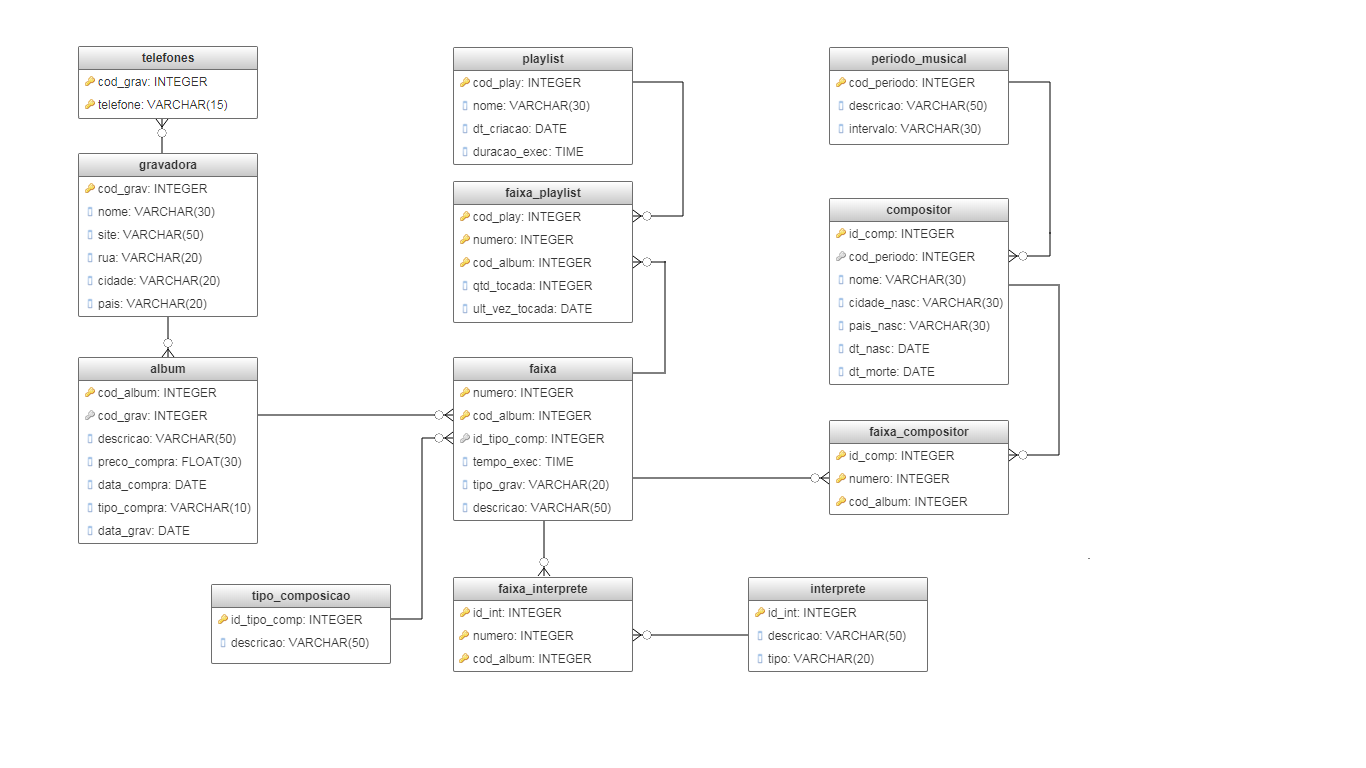 telefones
cod_grav: INTEGER
telefone: VARCHAR(15)
gravadora
cod_grav: INTEGER
nome: VARCHAR(30)
site: VARCHAR(50)
rua: VARCHAR(20)
cidade: VARCHAR(20)
pais: VARCHAR(20)
album
cod_album: INTEGER
cod_grav: INTEGER
descricao: VARCHAR(50)
preco_compra: FLOAT(30)
data_compra: DATE
tipo_compra: VARCHAR(10)
data_grav: DATE
tipo_composicao
id_tipo_comp: INTEGER
descricao: VARCHAR(50)
playlist
cod_play: INTEGER
nome: VARCHAR(30)
dt_criacao: DATE
duracao_exec: TIME
faixa_playlist
cod_play: INTEGER
numero: INTEGER
cod_album: INTEGER
qtd_tocada: INTEGER
ult_vez_tocada: DATE
faixa
numero: INTEGER
cod_album: INTEGER
id_tipo_comp: INTEGER
tempo_exec: TIME
tipo_grav: VARCHAR(20)
descricao: VARCHAR(50)
faixa_interprete
id_int: INTEGER
numero: INTEGER
cod_album: INTEGER
periodo_musical
cod_periodo: INTEGER
descricao: VARCHAR(50)
intervalo: VARCHAR(30)
compositor
id_comp: INTEGER
cod_periodo: INTEGER
nome: VARCHAR(30)
cidade_nasc: VARCHAR(30)
pais_nasc: VARCHAR(30)
dt_nasc: DATE
dt_morte: DATE
faixa_compositor
id_comp: INTEGER
numero: INTEGER
cod_album: INTEGER
interprete
id_int: INTEGER
descricao: VARCHAR(50)
tipo: VARCHAR(20)